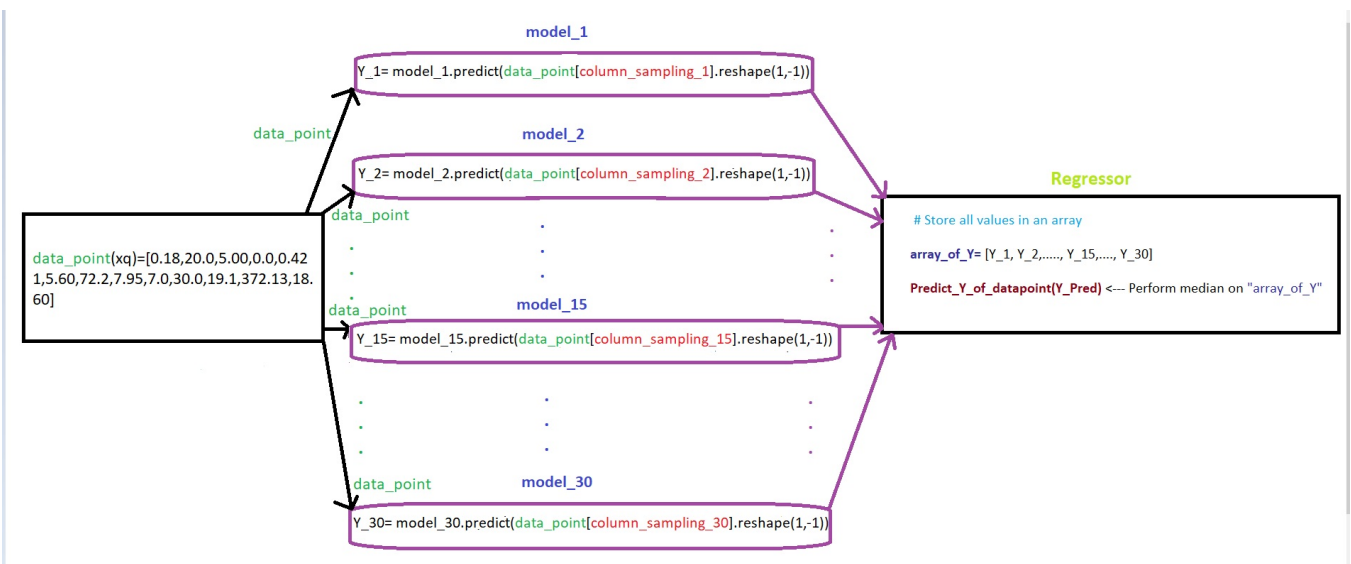 model_1
Y_1= model_1.predict(data_point[column_sampling_1].reshape(1,-1))
data_point
model_2
Y_2= model_2.predict(data_point[column_sampling_2].reshape(1,-1))
data_point
data_point(xq)=[0.18,20.0,5.00,0.0,0.42
1,5.60,72.2,7.95,7.0,30.0,19.1,372.13,18.
60]
data_point
model_15
Y_15= model_15.predict(data_point[column_sampling_15].reshape(1,-1))
data_point
model_30
Y_30= model_30.predict(data_point[column_sampling_30].reshape(1,-1))
Regressor
# Store all values in an array
array_of_Y= [Y_1, Y_2,....., Y_15,...., Y_30]
Predict_Y_of_datapoint(Y_Pred) <--- Perform median on "array_of_Y"